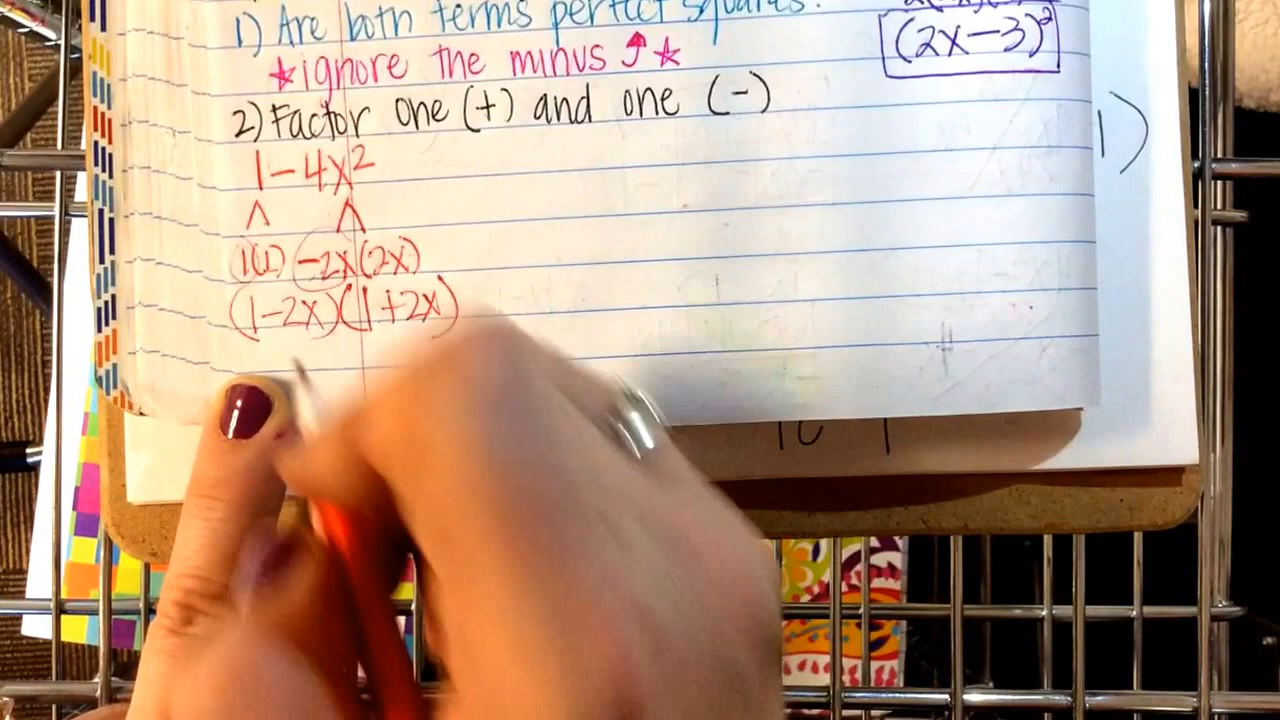 1) Are both terms perfect squares?
(2x-3)²
★ignore the minus ★
2) Factor one (+) and one (-)
1)
1-4x²
1(1) -2x(2x)
(1-2x)(1+2x)